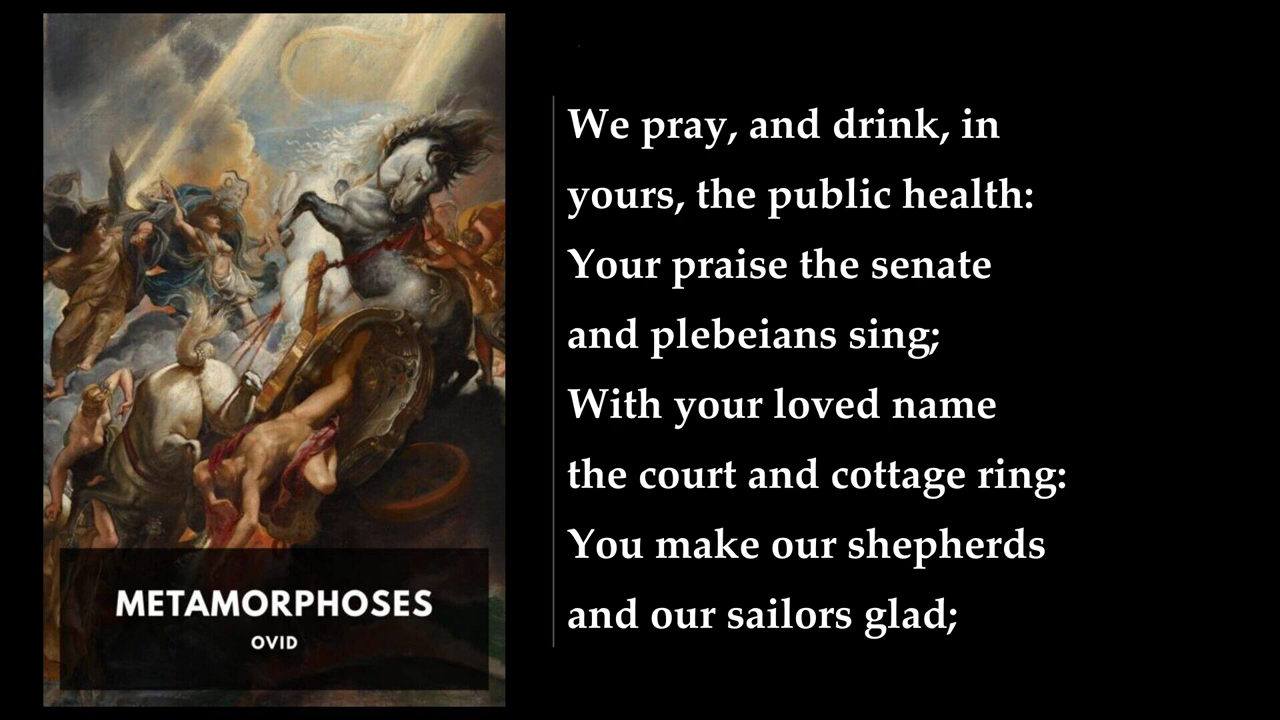 METAMORPHOSES
OVID
We pray, and drink, in
yours, the public health:
Your praise the senate
and plebeians sing;
With your loved name
the court and cottage ring:
You make our shepherds
and our sailors glad;